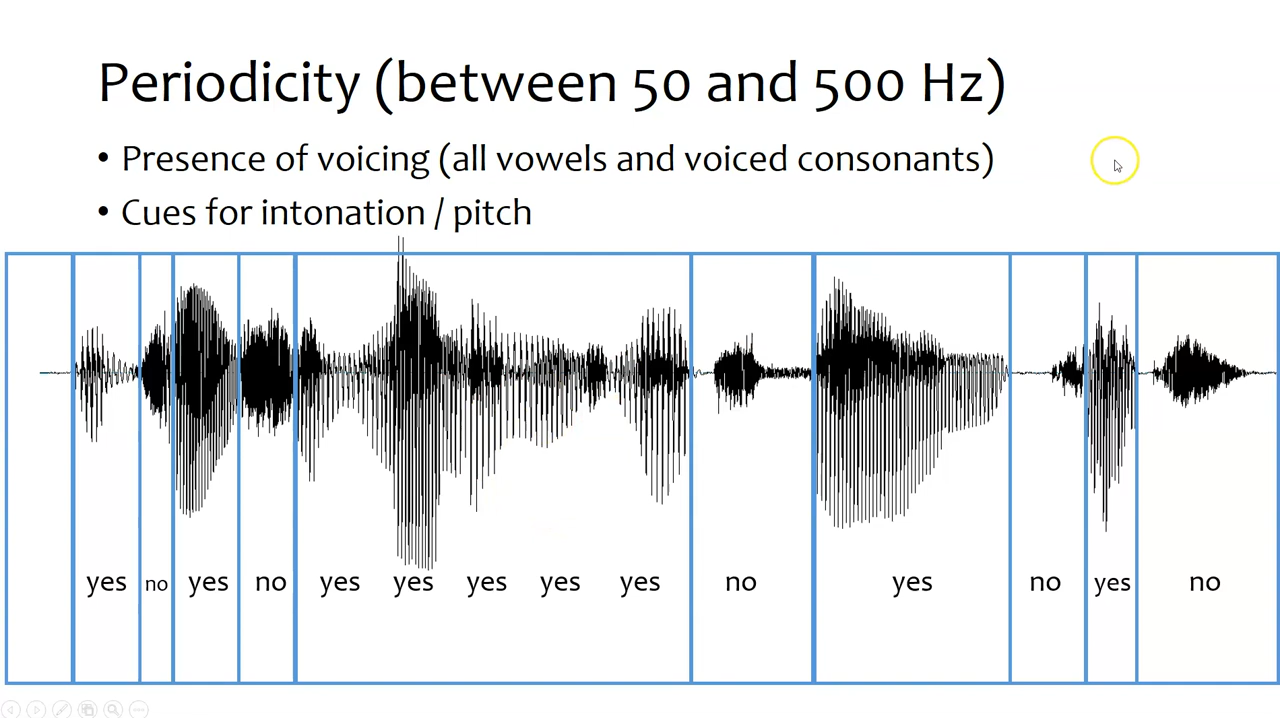 Periodicity (between 50 and 500 Hz)
• Presence of voicing (all vowels and voiced consonants)
• Cues for intonation / pitch
yes no yes no yes yes yes yes yes no yes no yes no